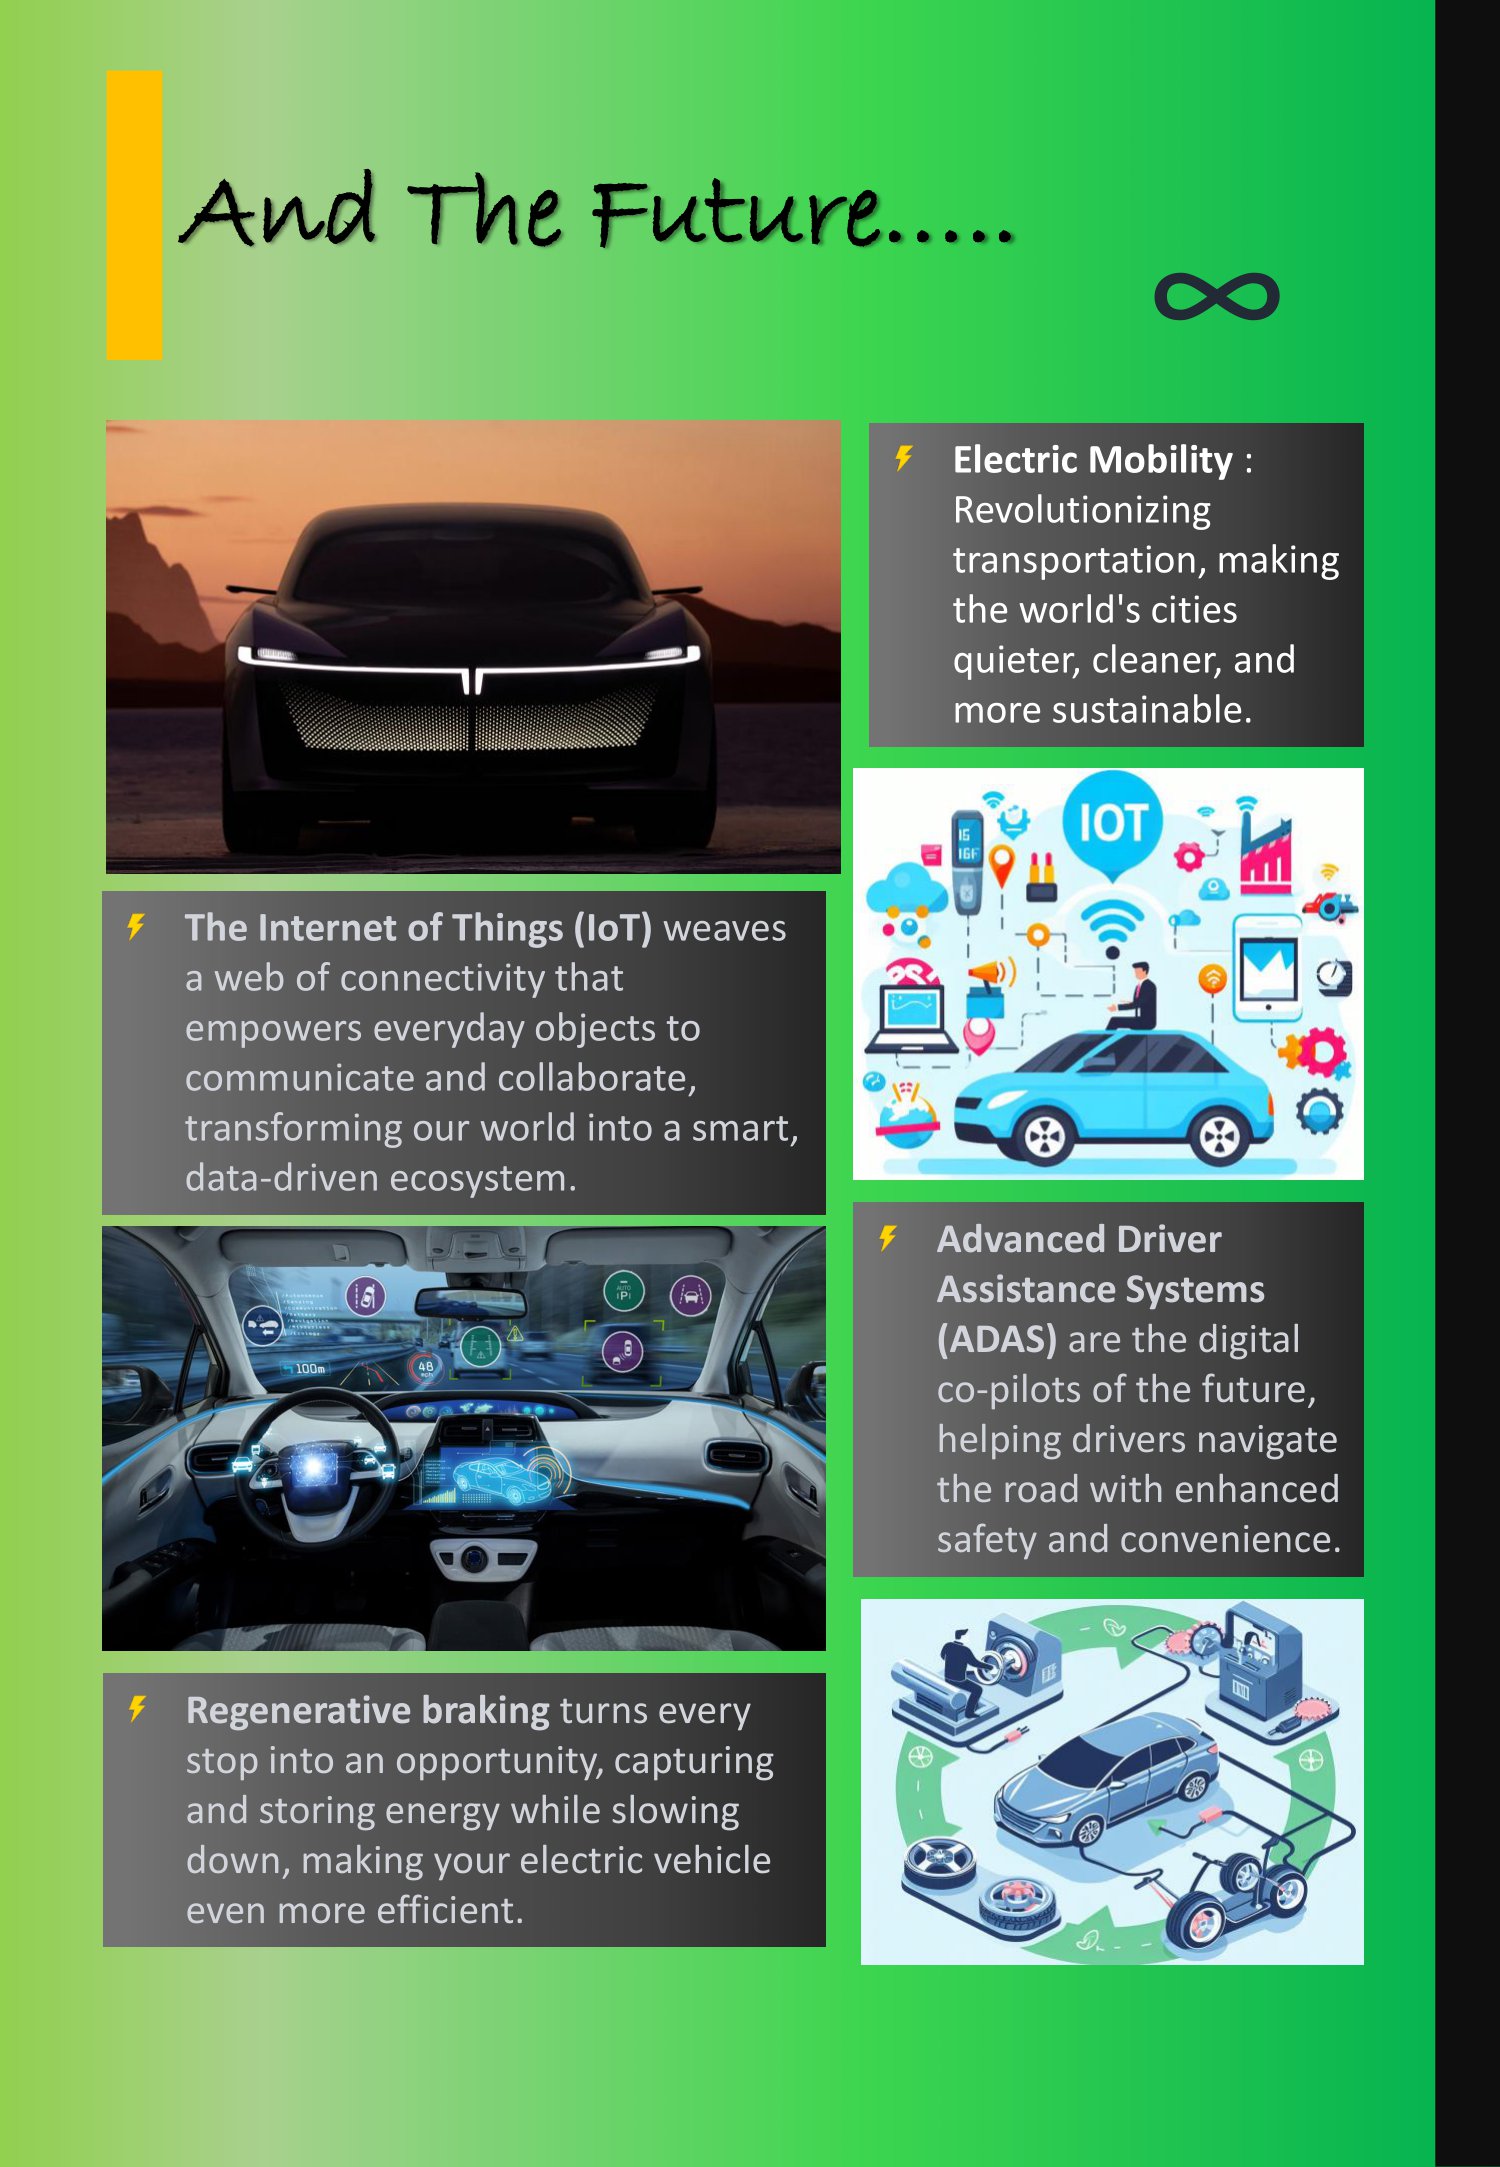 And The Future.....
Electric Mobility :
Revolutionizing
transportation, making
the world's cities
quieter, cleaner, and
more sustainable.
IOT
The Internet of Things (IoT) weaves
a web of connectivity that
empowers everyday objects to
communicate and collaborate,
transforming our world into a smart,
data-driven ecosystem.
Advanced Driver
Assistance Systems
(ADAS) are the digital
co-pilots of the future,
helping drivers navigate
the road with enhanced
safety and convenience.
AUTO
(P)
100m
48
mph
Regenerative braking turns every
stop into an opportunity, capturing
and storing energy while slowing
down, making your electric vehicle
even more efficient.